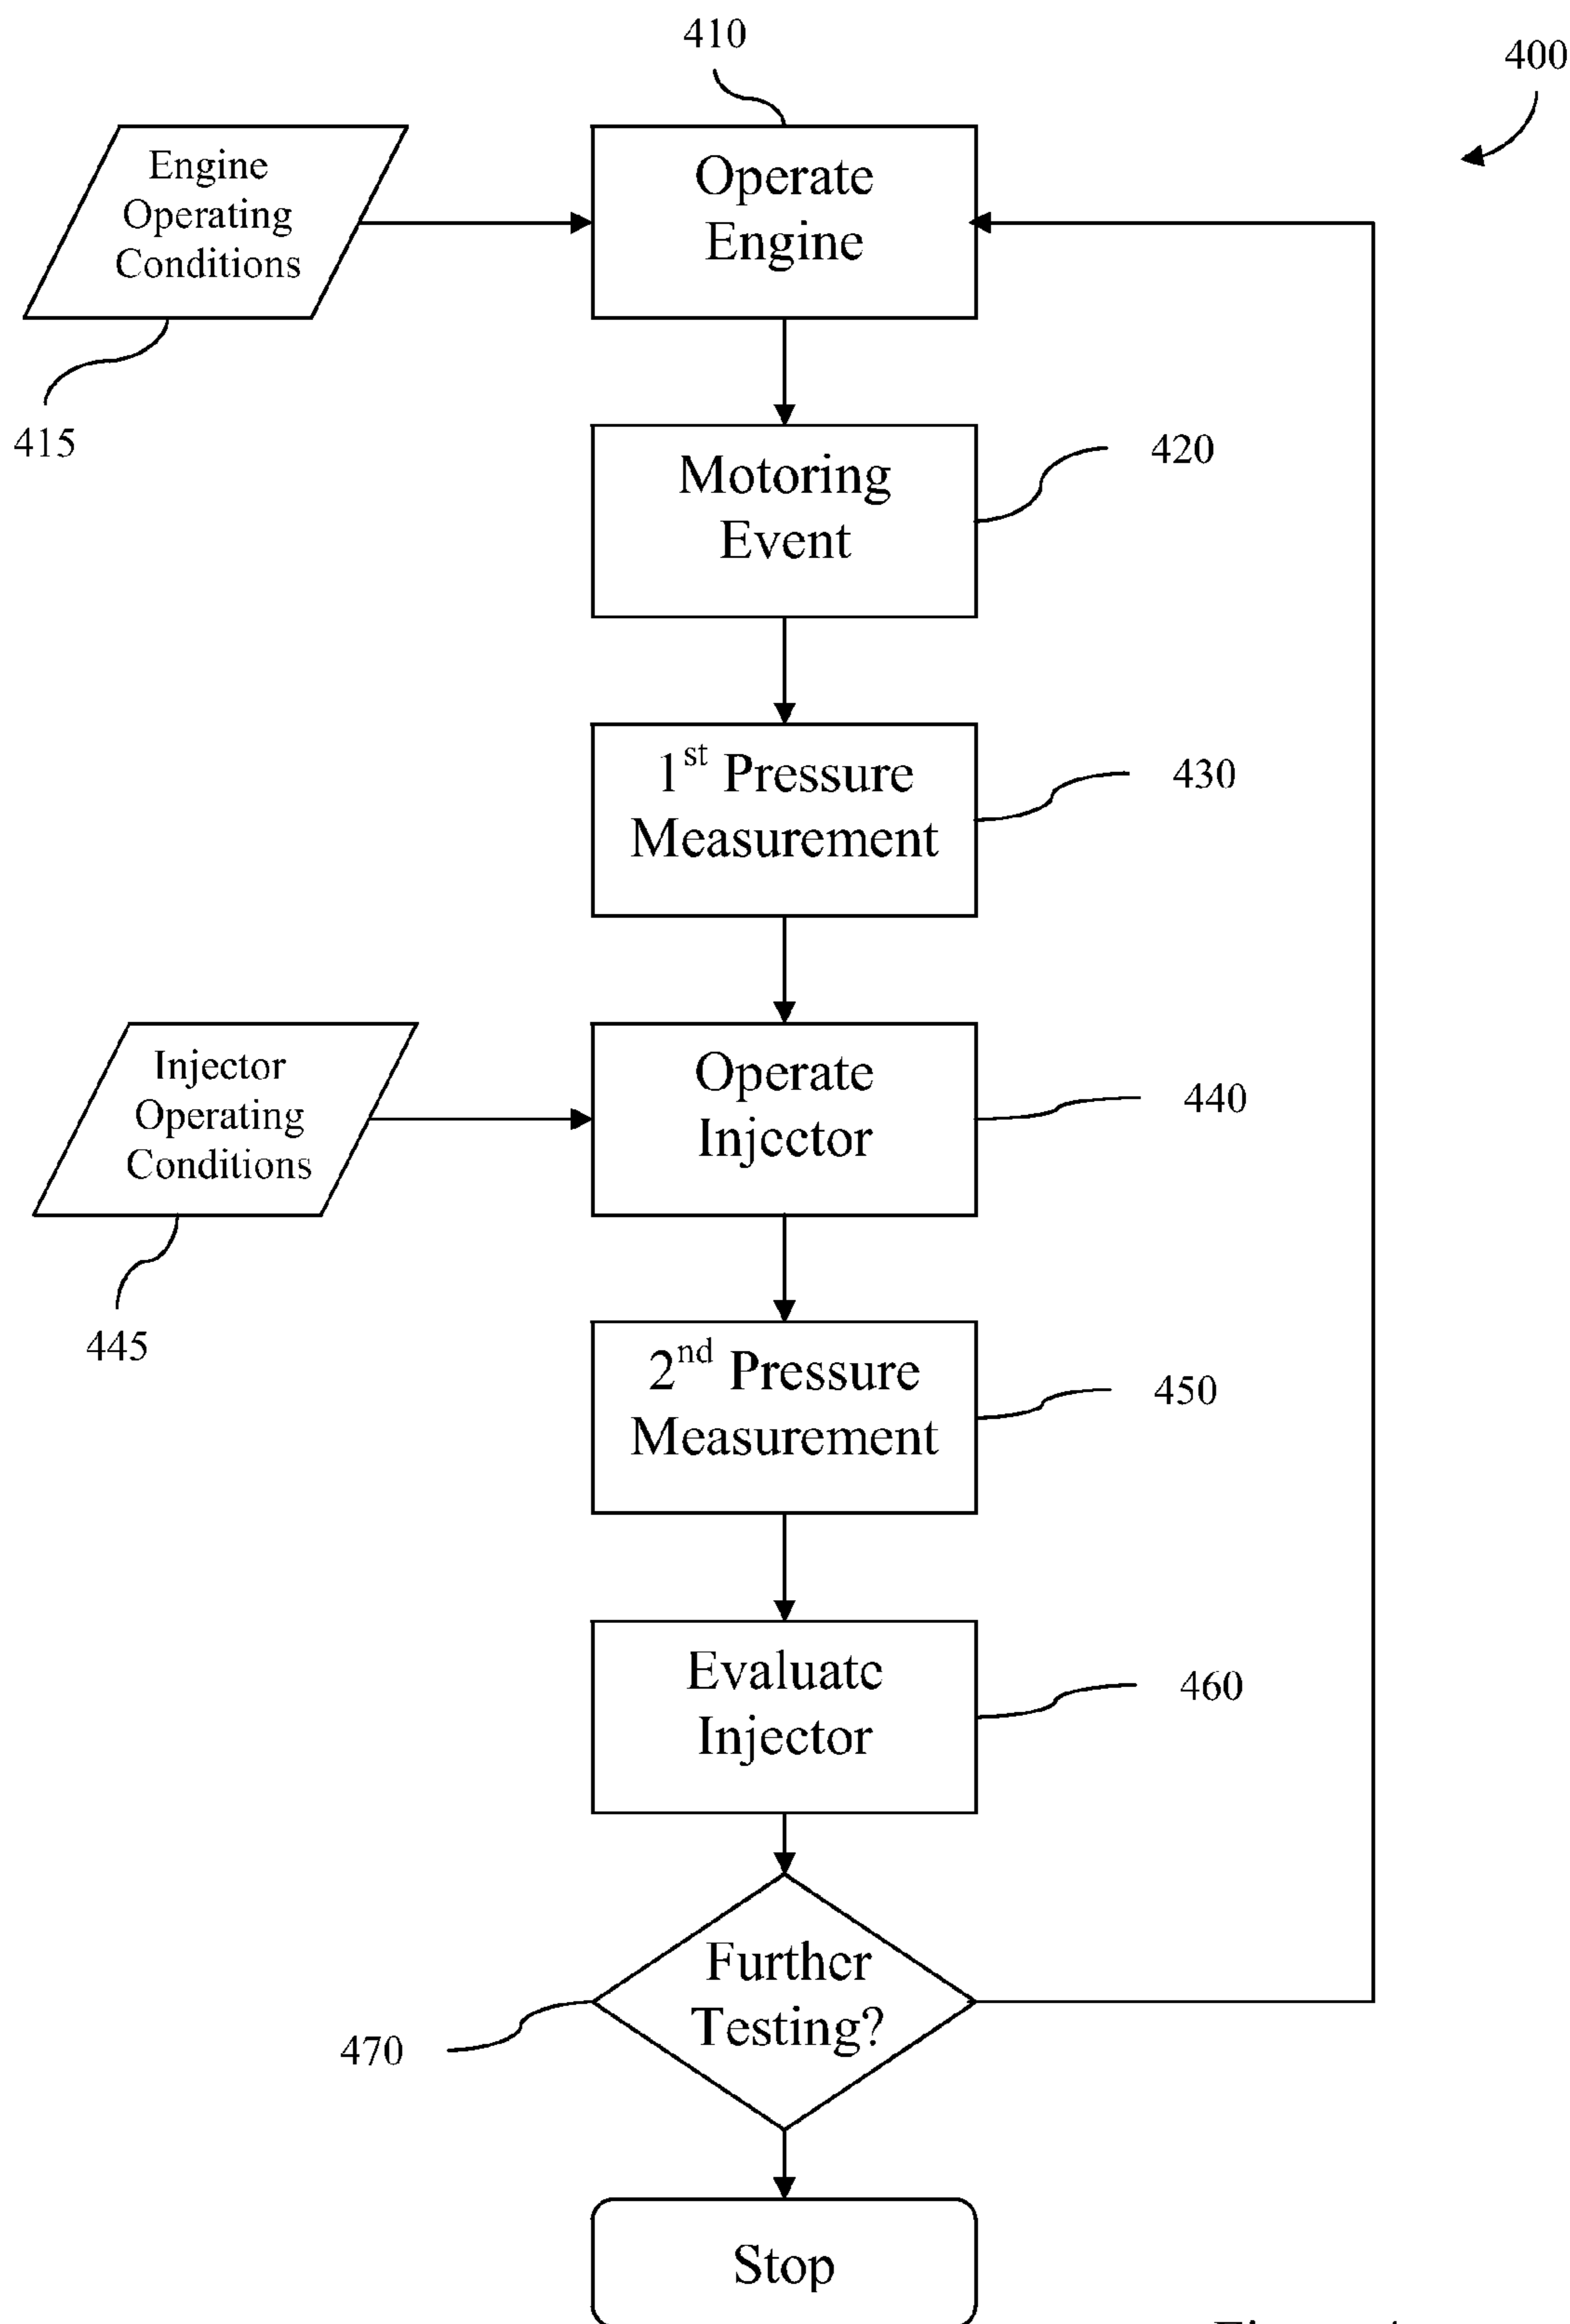 410
400
Engine
Operating
Conditions
Operate
Engine
415
Motoring
Event
420
1st Pressure
Measurement
430
Injector
Operating
Conditions
Operate
Injector
440
445
2nd Pressure
Measurement
450
Evaluate
Injector
460
Further
Testing?
470
Stop